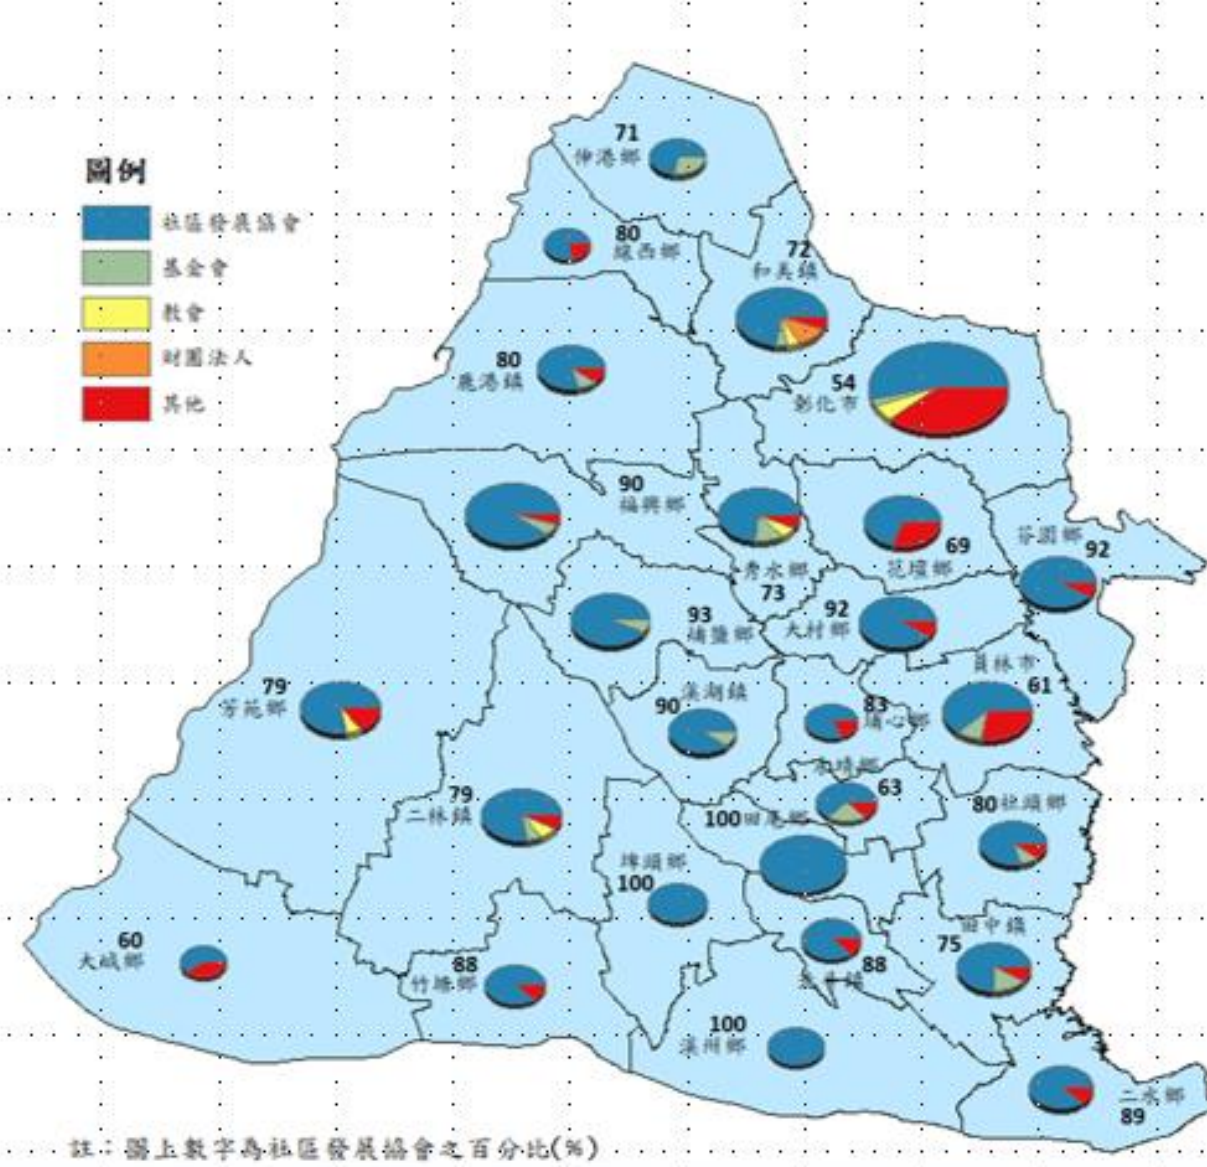 71
伸港鄉
圖例
社區發展協會
基金會
教會
財團法人
其他
80
線西鄉
72
和美鎮
80
鹿港鎮
54
彰化市
90
福興鄉
秀水鄉
73
69
花壇鄉
芬園鄉
92
93
埔鹽鄉
92
大村鄉
員林市
61
79
芳苑鄉
溪湖鎮
90
83
埔心鄉
永靖鄉
63
79
二林鎮
100田尾鄉
80社頭鄉
埤頭鄉
100
60
大城鄉
88
竹塘鄉
88
北斗鎮
田中鎮
75
100
溪州鄉
二水鄉
89
註：圖上數字為社區發展協會之百分比(%)